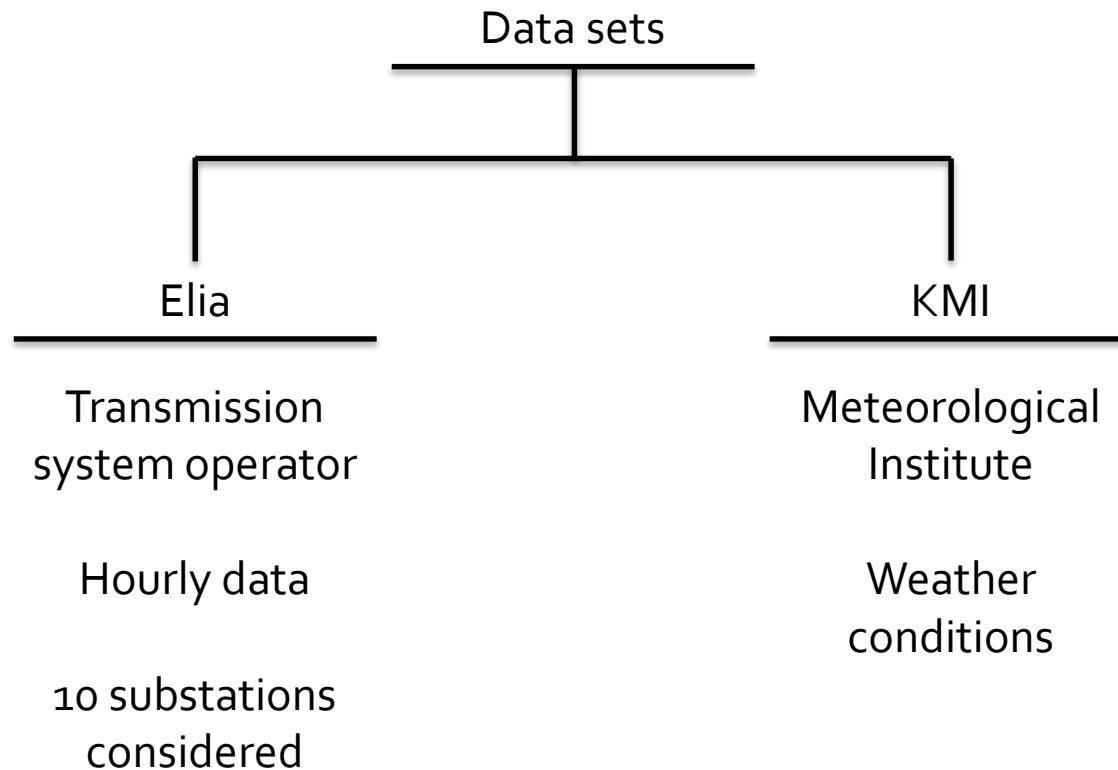 Data sets
Elia
Transmission
system operator
Hourly data
10 substations
considered
KMI
Meteorological
Institute
Weather
conditions